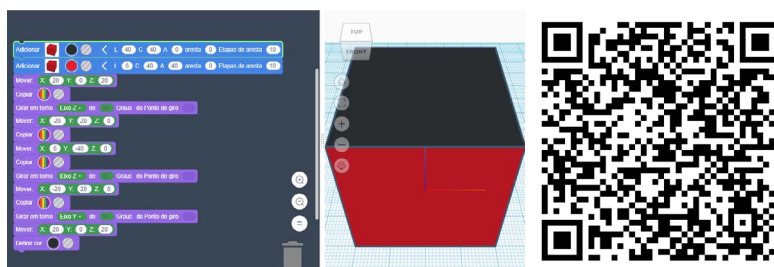 Adicionar L 40 C 40 A 0 aresta 0 Etapas de aresta 10
Adicionar L 0 C 40 A 40 aresta 0 Etapas de aresta 10
Mover: X: 20 Y: 0 Z: 20
Copiar
Girar em torno Eixo Z de Graus do Ponto de giro
Mover: X: -20 Y: 20 Z: 0
Copiar
Mover: X: 0 Y: -40 Z: 0
Copiar
Girar em torno Eixo Z de Graus do Ponto de giro
Mover: X: -20 Y: 20 Z: 0
Copiar
Girar em torno Eixo Y de Graus do Ponto de giro
Mover: X: 20 Y: 0 Z: 20
Definir cor
TOP
FRONT